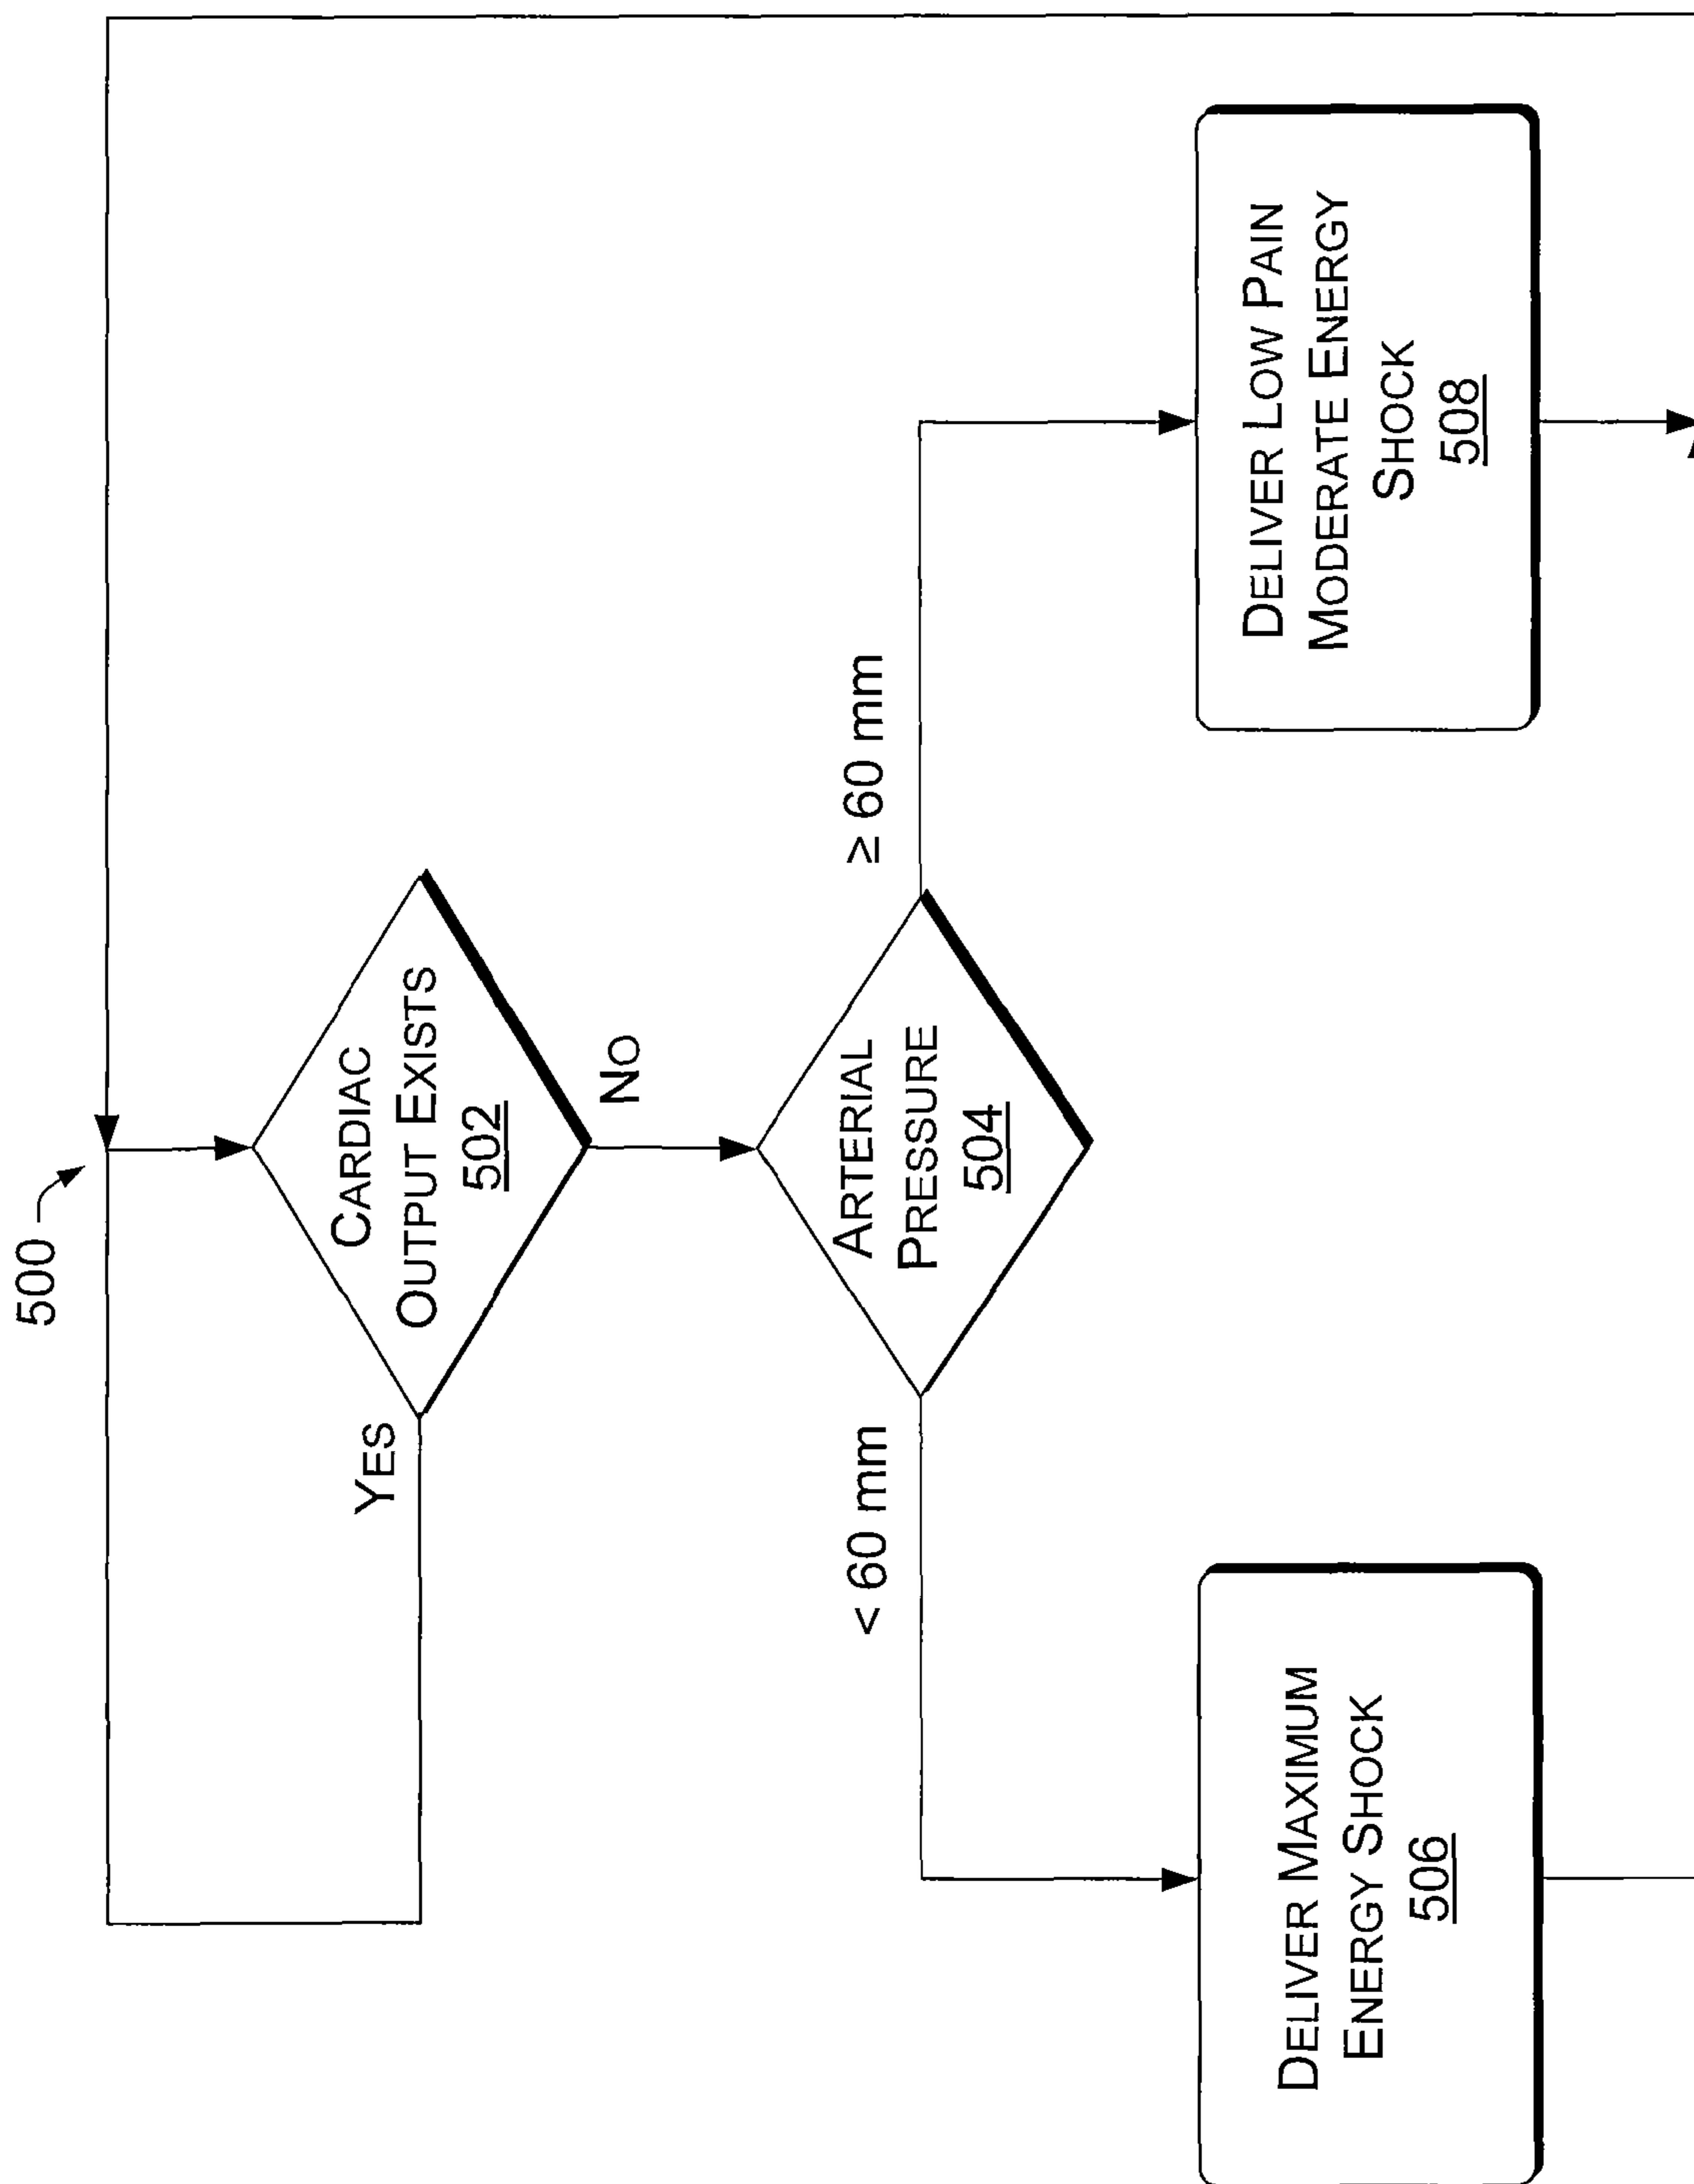 500
CARDIAC
OUTPUT EXISTS
502
YES
NO
ARTERIAL
PRESSURE
504
< 60 mm
≥ 60 mm
DELIVER MAXIMUM
ENERGY SHOCK
506
DELIVER LOW PAIN
MODERATE ENERGY
SHOCK
508